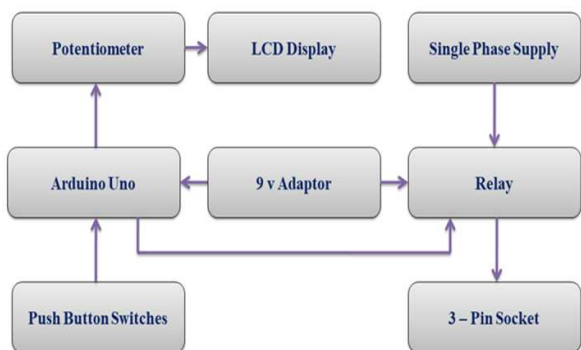 Potentiometer
LCD Display
Single Phase Supply
Arduino Uno
9 v Adaptor
Relay
Push Button Switches
3 – Pin Socket